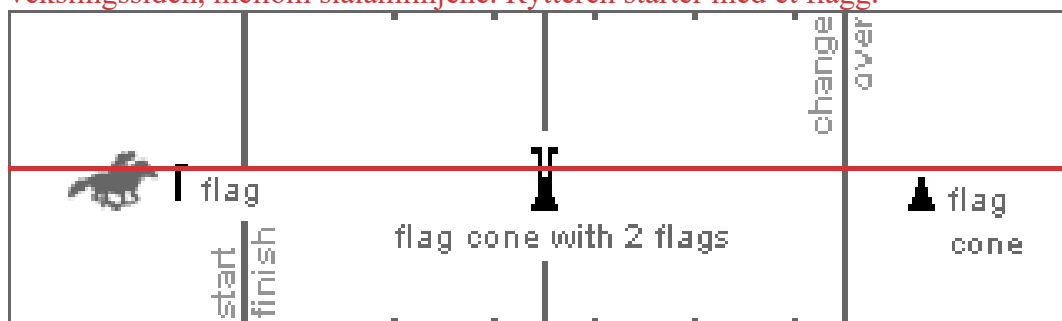 vekslingssiden, mellom slalåmlinjene. Rytteren starter med et flagg.
change
over
flag
flag
flag cone with 2 flags
cone
start
finish